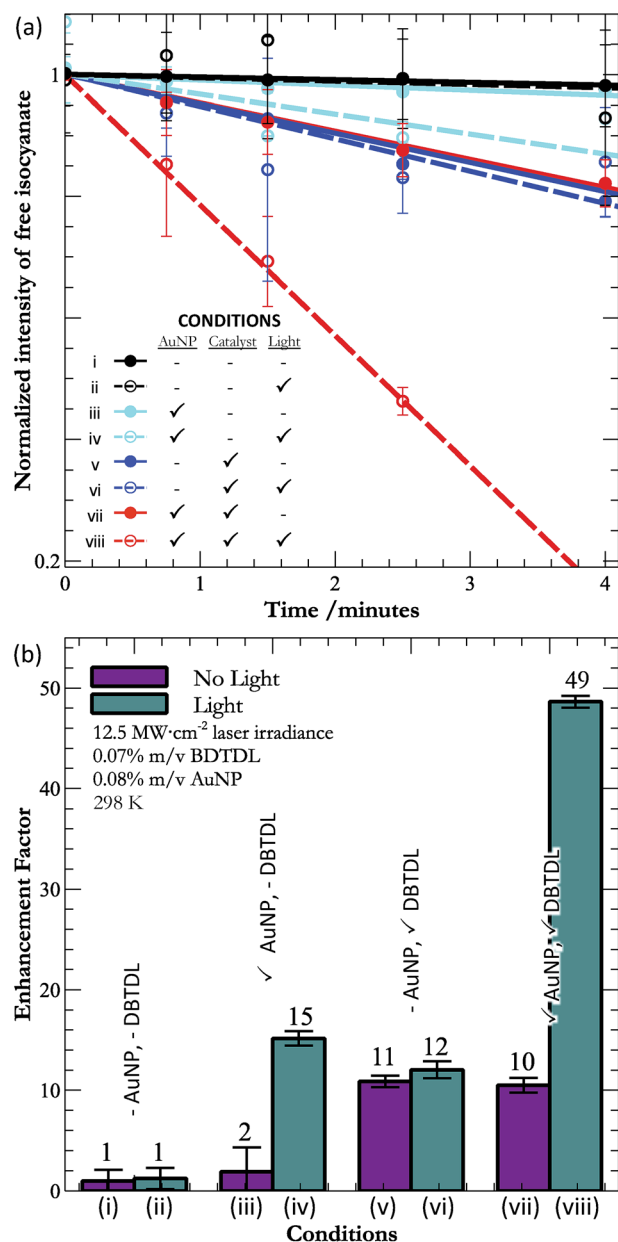 (a)
1
0.2
Normalized intensity of free isocyanate
CONDITIONS
AuNP Catalyst Light
i - - -
ii - - ✓
iii ✓ - -
iv ✓ - ✓
v - ✓ -
vi - ✓ ✓
vii ✓ ✓ -
viii ✓ ✓ ✓
0 1 2 3 4
Time /minutes
(b)
50
40
30
20
10
0
Enhancement Factor
No Light
Light
12.5 MW·cm⁻² laser irradiance
0.07% m/v BDTDL
0.08% m/v AuNP
298 K
- AuNP, - DBTDL
✓ AuNP, - DBTDL
- AuNP, ✓ DBTDL
✓ AuNP, ✓ DBTDL
1 1 2 15 11 12 10 49
(i) (ii) (iii) (iv) (v) (vi) (vii) (viii)
Conditions